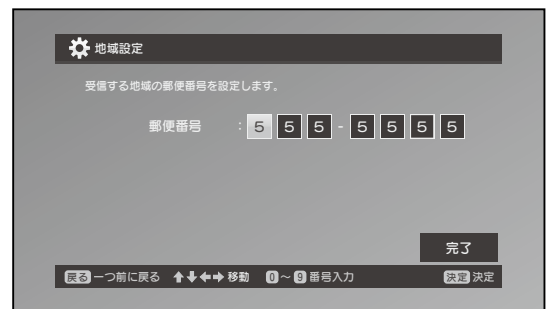 地域設定
受信する地域の郵便番号を設定します。
郵便番号 : 5 5 5 - 5 5 5 5
完了
戻る 一つ前に戻る ↑↓←→ 移動 0～9 番号入力 決定 決定